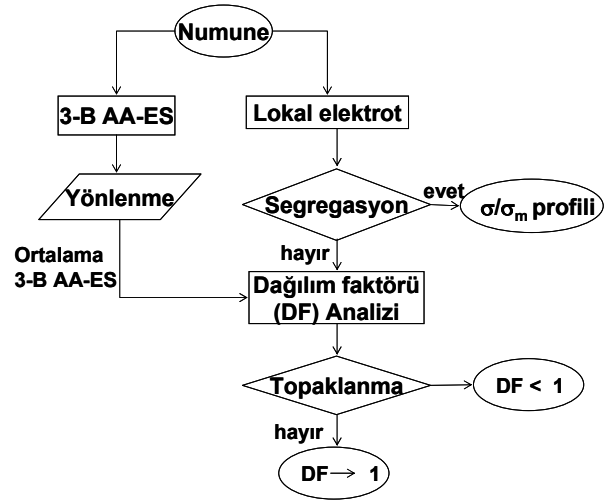 Numune
3-B AA-ES
Lokal elektrot
Yönlenme
Segregasyon
evet
σ/σm profili
hayır
Ortalama
3-B AA-ES
Dağılım faktörü
(DF) Analizi
Topaklanma
DF < 1
hayır
DF → 1